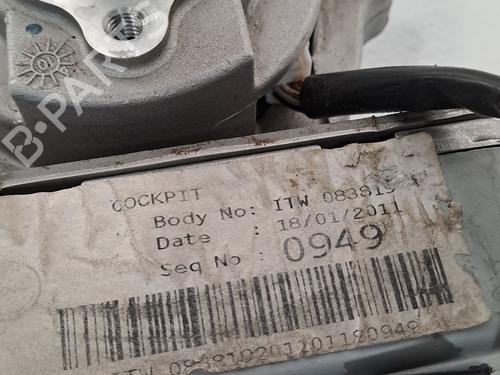 B-PARTS
COCKPIT
Body No: ITW 083819
Date : 18/01/2011
Seq No : 0949